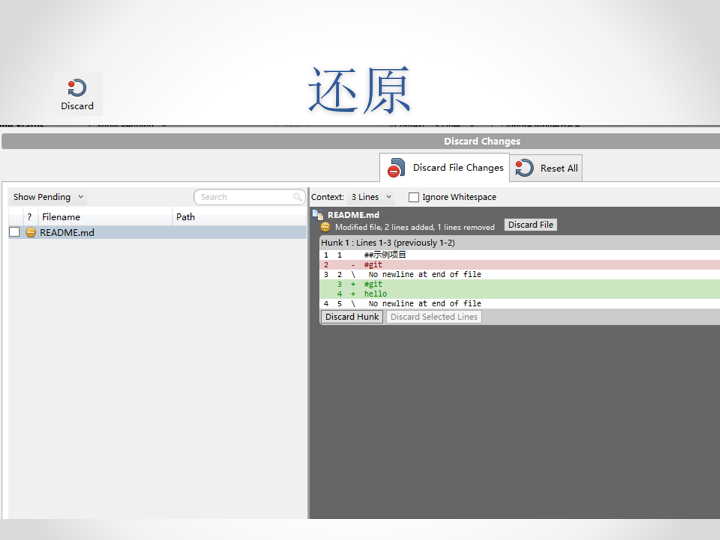 还原
Discard
Discard Changes
Discard File Changes
Reset All
Show Pending
Search
? Filename Path
README.md
Context: 3 Lines Ignore Whitespace
README.md
Modified file, 2 lines added, 1 lines removed Discard File
Hunk 1 : Lines 1-3 (previously 1-2)
1 1 ##示例项目
2 - #git
3 2 \ No newline at end of file
3 + #git
4 + hello
4 5 \ No newline at end of file
Discard Hunk Discard Selected Lines